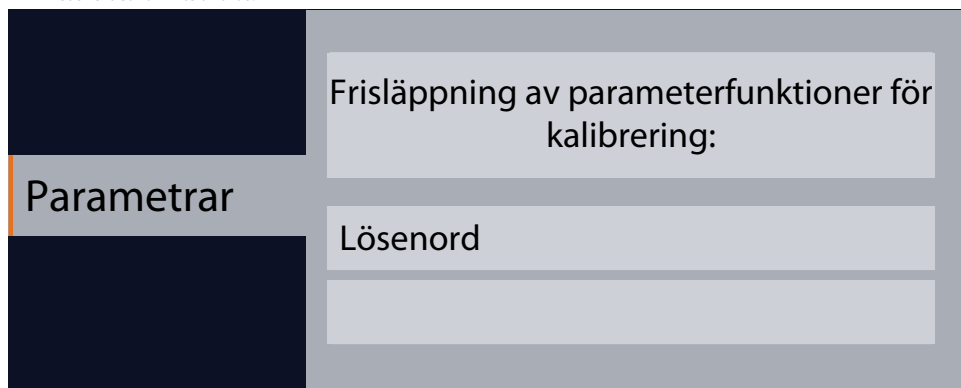 Frisläppning av parameterfunktioner för
kalibrering:
Parametrar
Lösenord